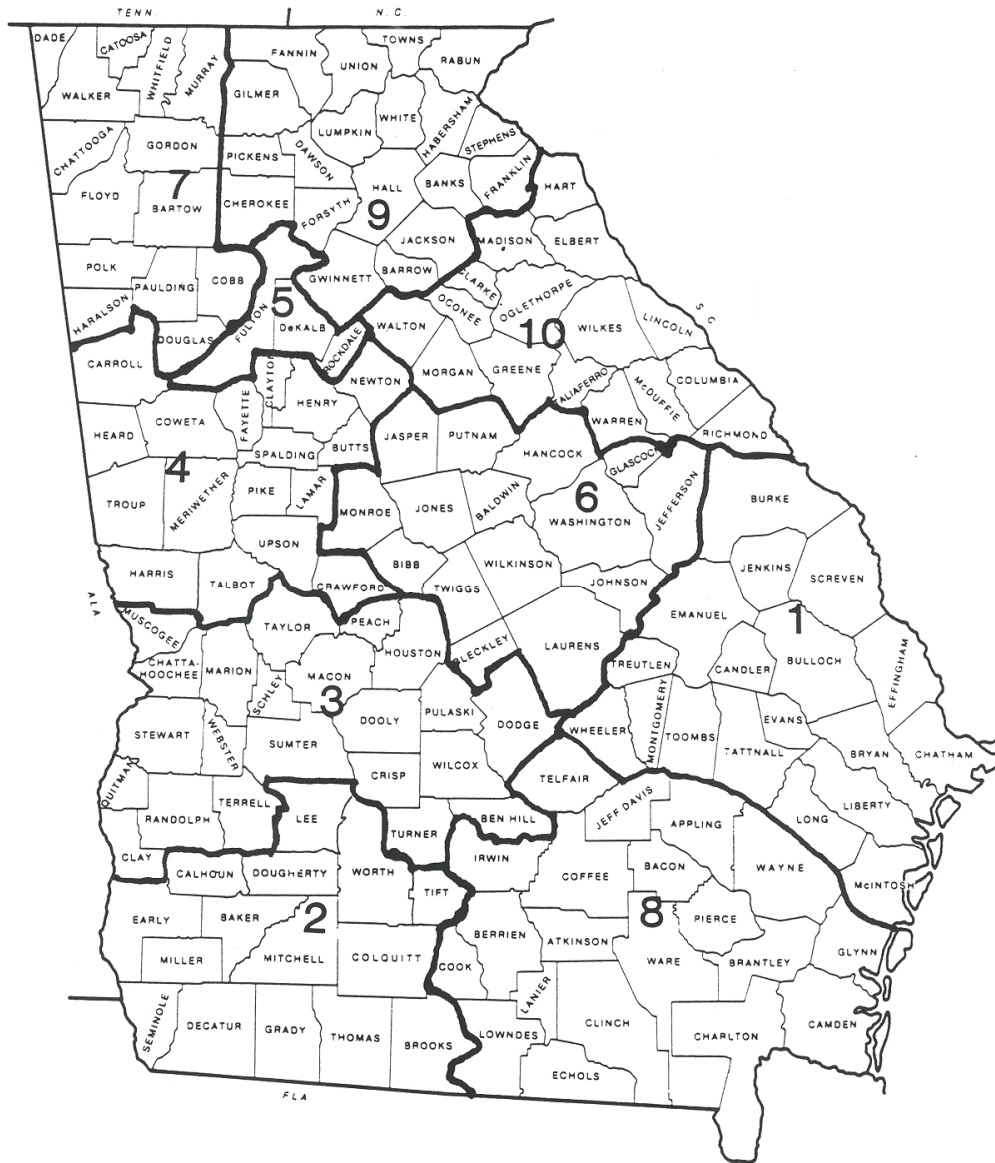 TENN.
N. C.
DADE
CATOOSA
WHITFIELD
MURRAY
FANNIN
TOWNS
UNION
RABUN
WALKER
GILMER
WHITE
HABERSHAM
LUMPKIN
STEPHENS
CHATTOOGA
GORDON
PICKENS
DAWSON
BANKS
FRANKLIN
HART
FLOYD
7
BARTOW
CHEROKEE
FORSYTH
HALL
9
JACKSON
MADISON
ELBERT
POLK
PAULDING
COBB
GWINNETT
BARROW
CLARKE
HARALSON
DOUGLAS
5
FULTON
DeKALB
ROCKDALE
WALTON
OCONEE
OGLETHORPE
10
WILKES
LINCOLN
S C
CARROLL
CLAYTON
NEWTON
MORGAN
GREENE
TALIAFERRO
McDUFFIE
COLUMBIA
HEARD
COWETA
FAYETTE
HENRY
WARREN
RICHMOND
SPALDING
BUTTS
JASPER
PUTNAM
HANCOCK
GLASCOCK
4
TROUP
MERIWETHER
PIKE
LAMAR
MONROE
JONES
BALDWIN
6
WASHINGTON
JEFFERSON
BURKE
UPSON
BIBB
WILKINSON
JENKINS
SCREVEN
HARRIS
TALBOT
CRAWFORD
TWIGGS
JOHNSON
EMANUEL
ALA
MUSCOGEE
TAYLOR
PEACH
HOUSTON
BLECKLEY
LAURENS
TREUTLEN
CANDLER
1
BULLOCH
EFFINGHAM
CHATTA-
HOOCHEE
MARION
SCHLEY
MACON
3
DOOLY
PULASKI
DODGE
WHEELER
MONTGOMERY
TOOMBS
TATTNALL
EVANS
BRYAN
CHATHAM
STEWART
WEBSTER
SUMTER
CRISP
WILCOX
TELFAIR
QUITMAN
RANDOLPH
TERRELL
LEE
TURNER
BEN HILL
JEFF DAVIS
APPLING
LONG
LIBERTY
CLAY
CALHOUN
DOUGHERTY
WORTH
TIFT
IRWIN
COFFEE
BACON
WAYNE
McINTOSH
EARLY
BAKER
2
MITCHELL
COLQUITT
BERRIEN
ATKINSON
8
WARE
PIERCE
BRANTLEY
GLYNN
MILLER
COOK
LANIER
SEMINOLE
DECATUR
GRADY
THOMAS
BROOKS
LOWNDES
CLINCH
CHARLTON
CAMDEN
ECHOLS
FLA